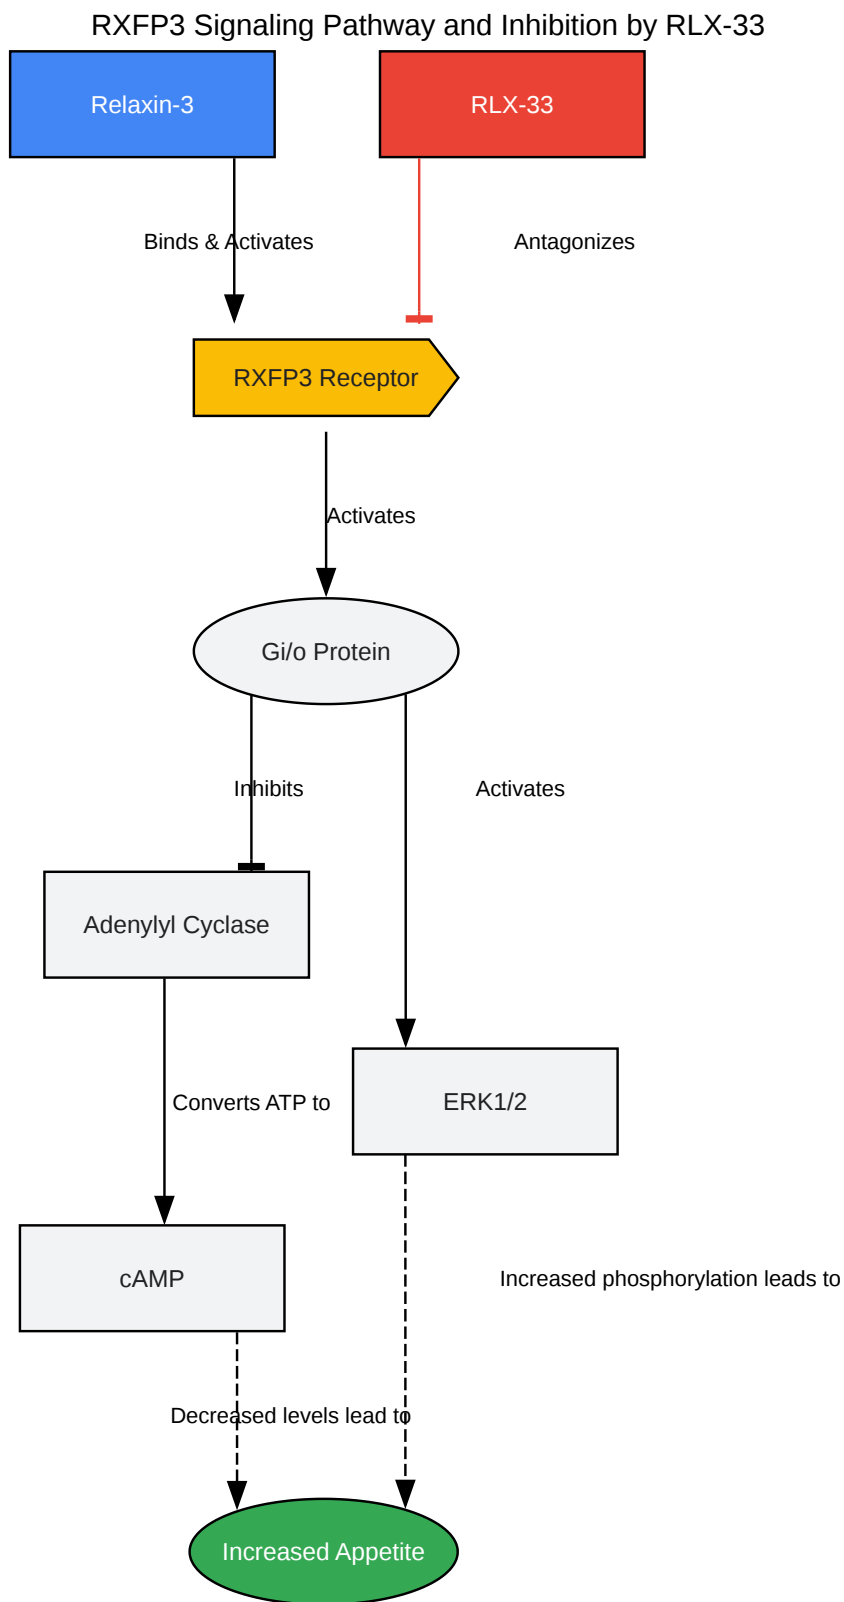 RXFP3 Signaling Pathway and Inhibition by RLX-33
Relaxin-3
RLX-33
Binds & Activates
Antagonizes
RXFP3 Receptor
Activates
Gi/o Protein
Inhibits
Activates
Adenylyl Cyclase
Converts ATP to
ERK1/2
cAMP
Increased phosphorylation leads to
Decreased levels lead to
Increased Appetite